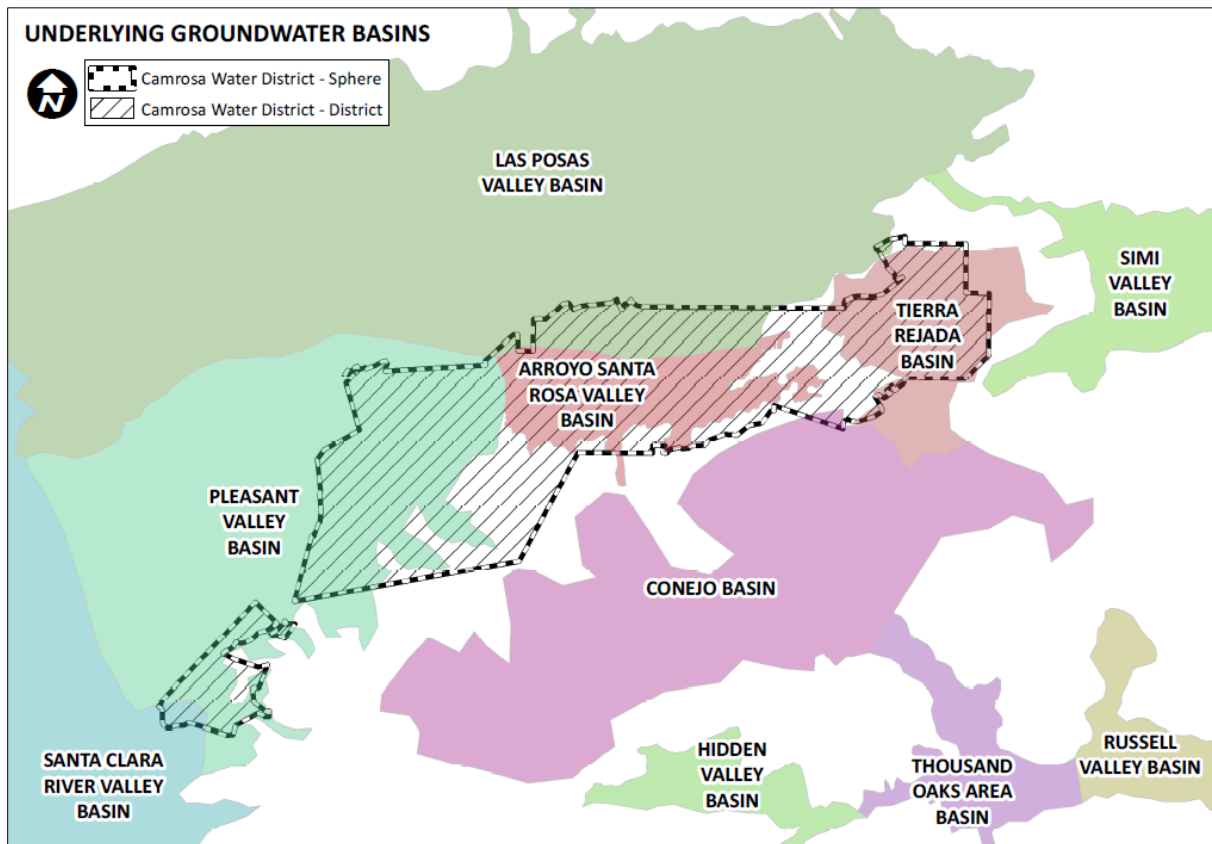 UNDERLYING GROUNDWATER BASINS
N
Camrosa Water District - Sphere
Camrosa Water District - District
LAS POSAS
VALLEY BASIN
SIMI
VALLEY
BASIN
TIERRA
REJADA
BASIN
ARROYO SANTA
ROSA VALLEY
BASIN
PLEASANT
VALLEY
BASIN
CONEJO BASIN
SANTA CLARA
RIVER VALLEY
BASIN
HIDDEN
VALLEY
BASIN
THOUSAND
OAKS AREA
BASIN
RUSSELL
VALLEY BASIN